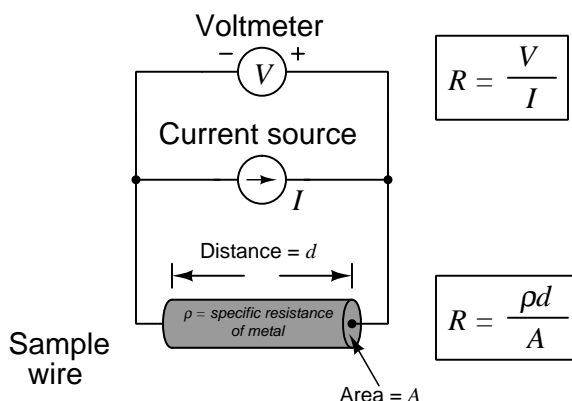 Voltmeter
− +
V
R = V / I
Current source
I
Distance = d
ρ = specific resistance
of metal
R = ρd / A
Sample
wire
Area = A